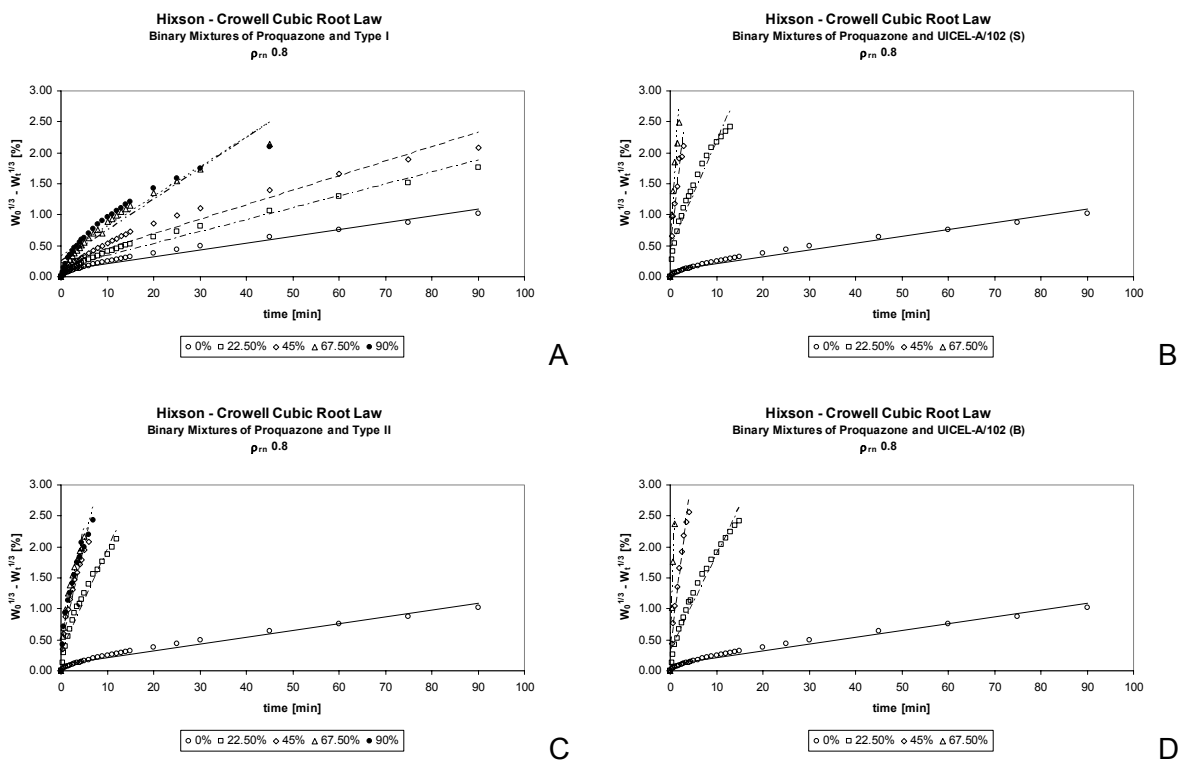 Hixson - Crowell Cubic Root Law
Binary Mixtures of Proquazone and Type I
ρrn 0.8
W0^1/3 - Wt^1/3 [%]
3.00
2.50
2.00
1.50
1.00
0.50
0.00
0 10 20 30 40 50 60 70 80 90 100
time [min]
0% 22.50% 45% 67.50% 90%
A
Hixson - Crowell Cubic Root Law
Binary Mixtures of Proquazone and UICEL-A/102 (S)
ρrn 0.8
W0^1/3 - Wt^1/3 [%]
3.00
2.50
2.00
1.50
1.00
0.50
0.00
0 10 20 30 40 50 60 70 80 90 100
time [min]
0% 22.50% 45% 67.50%
B
Hixson - Crowell Cubic Root Law
Binary Mixtures of Proquazone and Type II
ρrn 0.8
W0^1/3 - Wt^1/3 [%]
3.00
2.50
2.00
1.50
1.00
0.50
0.00
0 10 20 30 40 50 60 70 80 90 100
time [min]
0% 22.50% 45% 67.50% 90%
C
Hixson - Crowell Cubic Root Law
Binary Mixtures of Proquazone and UICEL-A/102 (B)
ρrn 0.8
W0^1/3 - Wt^1/3 [%]
3.00
2.50
2.00
1.50
1.00
0.50
0.00
0 10 20 30 40 50 60 70 80 90 100
time [min]
0% 22.50% 45% 67.50%
D